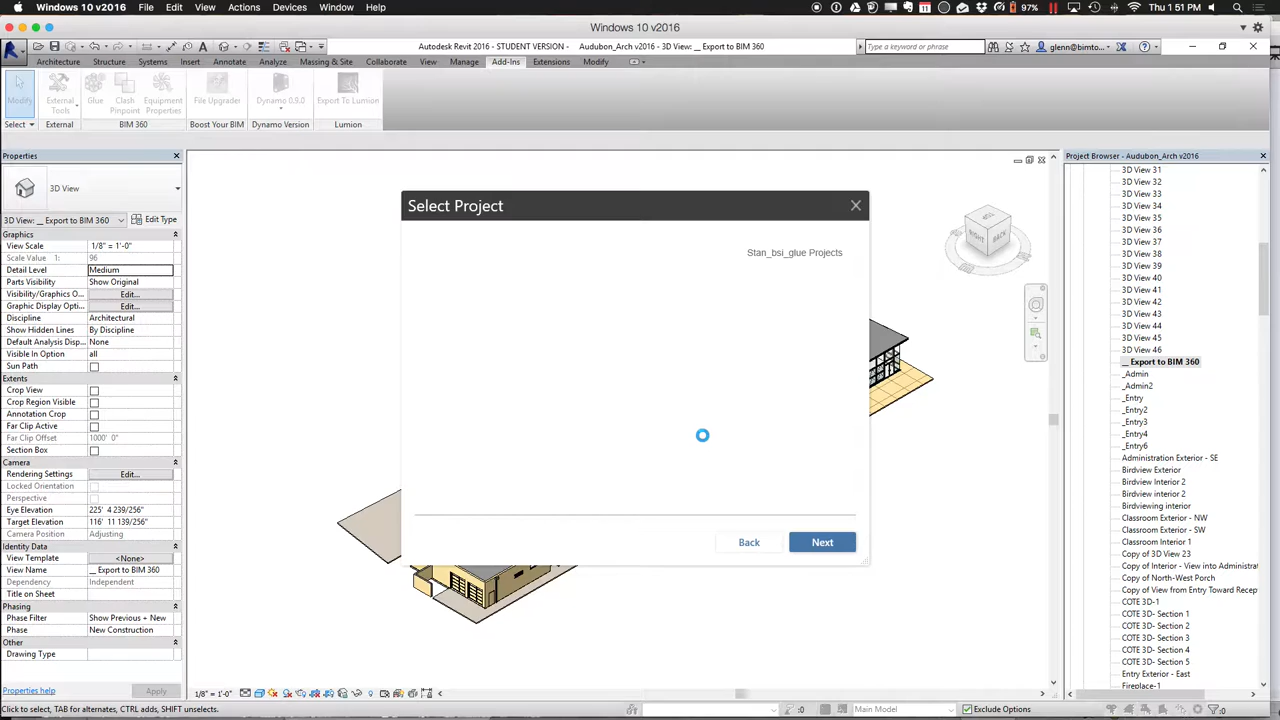 Parallels Desktop File Edit View Actions Devices Window Help 11 97% Thu 1:51 PM
Windows 10 v2016
Autodesk Revit 2016 - STUDENT VERSION - Audubon_Arch v2016 - 3D View: __ Export to BIM 360
Type a keyword or phrase
glenn@bimto...
Architecture Structure Systems Insert Annotate Analyze Massing & Site Collaborate View Manage Add-Ins Extensions Modify
Modify
External Tools
Glue
Clash Pinpoint
Equipment Properties
File Upgrader
Dynamo 0.9.0
Export To Lumion
Select External BIM 360 Boost Your BIM Dynamo Version Lumion
Properties
3D View
3D View: __ Export to BIM 360 Edit Type
Graphics
View Scale 1/8" = 1'-0"
Scale Value 1: 96
Detail Level Medium
Parts Visibility Show Original
Visibility/Graphics O... Edit...
Graphic Display Opti... Edit...
Discipline Architectural
Show Hidden Lines By Discipline
Default Analysis Disp... None
Visible In Option all
Sun Path
Extents
Crop View
Crop Region Visible
Annotation Crop
Far Clip Active
Far Clip Offset 1000' 0"
Section Box
Camera
Rendering Settings Edit...
Locked Orientation
Perspective
Eye Elevation 225' 4 239/256"
Target Elevation 116' 11 139/256"
Camera Position Adjusting
Identity Data
View Template <None>
View Name __ Export to BIM 360
Dependency Independent
Title on Sheet
Phasing
Phase Filter Show Previous + New
Phase New Construction
Other
Drawing Type
Properties help Apply
Select Project
Stan_bsi_glue Projects
Back Next
RIGHT BACK
Project Browser - Audubon_Arch v2016
3D View 31
3D View 32
3D View 33
3D View 34
3D View 35
3D View 36
3D View 37
3D View 38
3D View 39
3D View 40
3D View 41
3D View 42
3D View 43
3D View 44
3D View 45
3D View 46
__ Export to BIM 360
_Admin
_Admin2
_Entry
_Entry2
_Entry3
_Entry4
_Entry6
Administration Exterior - SE
Birdview Exterior
Birdview Interior 2
Birdview interior 2
Birdviewing interior
Classroom Exterior - NW
Classroom Exterior - SW
Classroom Interior 1
Copy of 3D View 23
Copy of Interior - View into Administra
Copy of North-West Porch
Copy of View from Entry Toward Recep
COTE 3D-1
COTE 3D- Section 1
COTE 3D- Section 2
COTE 3D- Section 3
COTE 3D- Section 4
COTE 3D- Section 5
Entry Exterior - East
Fireplace-1
1/8" = 1'-0"
Click to select, TAB for alternates, CTRL adds, SHIFT unselects. :0 Main Model Exclude Options :0